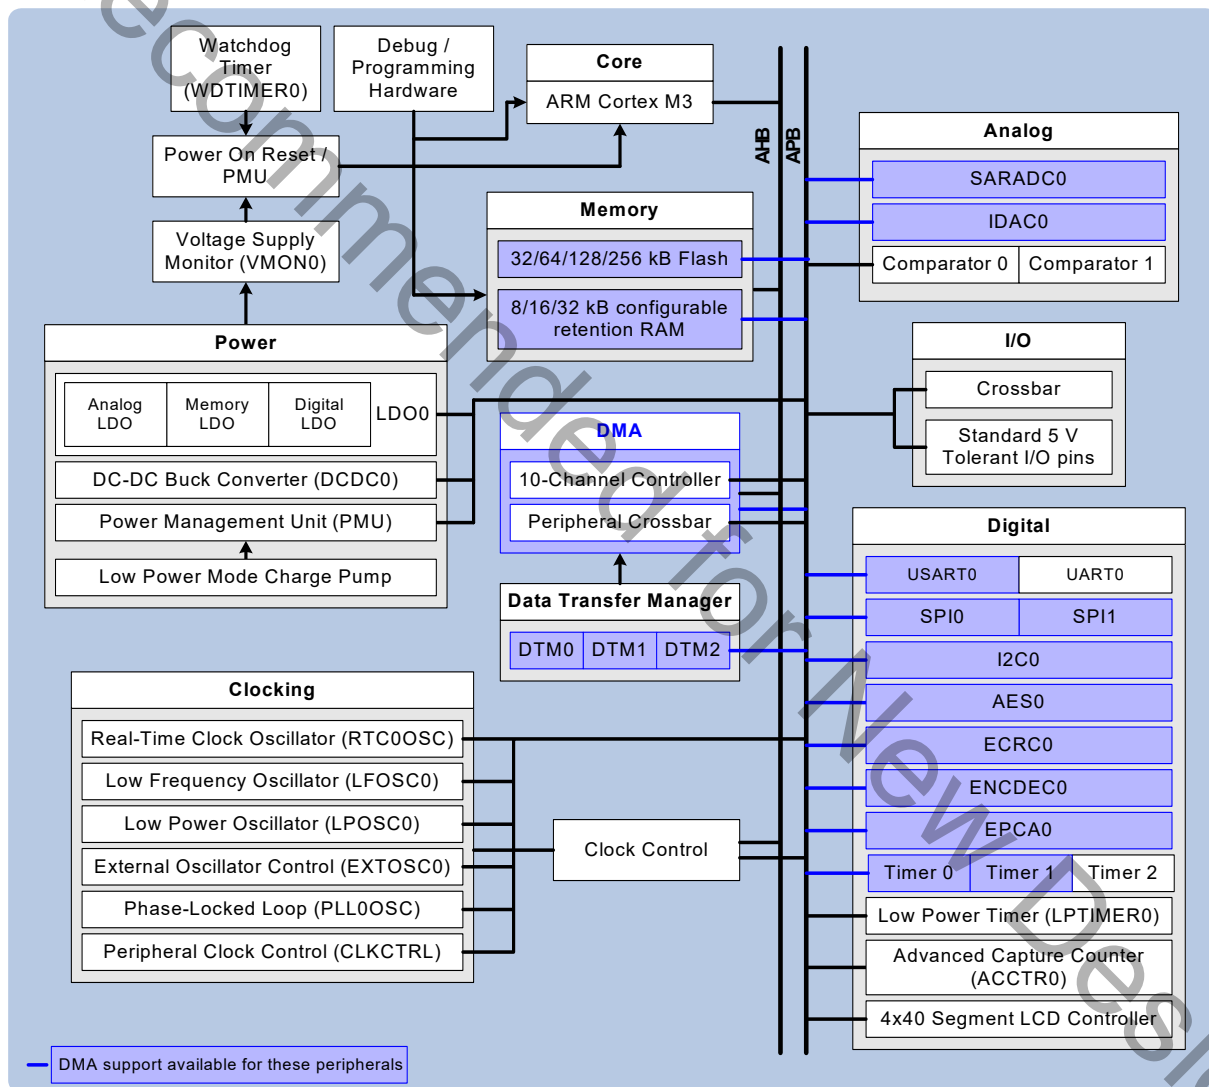 Watchdog
Timer
(WDTIMER0)
Debug /
Programming
Hardware
Core
ARM Cortex M3
Power On Reset /
PMU
Voltage Supply
Monitor (VMON0)
AHB
APB
Memory
32/64/128/256 kB Flash
8/16/32 kB configurable
retention RAM
Analog
SARADC0
IDAC0
Comparator 0
Comparator 1
Power
Analog
LDO
Memory
LDO
Digital
LDO
LDO0
DC-DC Buck Converter (DCDC0)
Power Management Unit (PMU)
Low Power Mode Charge Pump
DMA
10-Channel Controller
Peripheral Crossbar
I/O
Crossbar
Standard 5 V
Tolerant I/O pins
Data Transfer Manager
DTM0
DTM1
DTM2
Digital
USART0
UART0
SPI0
SPI1
I2C0
AES0
ECRC0
ENCDEC0
EPCA0
Timer 0
Timer 1
Timer 2
Low Power Timer (LPTIMER0)
Advanced Capture Counter
(ACCTR0)
4x40 Segment LCD Controller
Clocking
Real-Time Clock Oscillator (RTC0OSC)
Low Frequency Oscillator (LFOSC0)
Low Power Oscillator (LPOSC0)
External Oscillator Control (EXTOSC0)
Phase-Locked Loop (PLL0OSC)
Peripheral Clock Control (CLKCTRL)
Clock Control
DMA support available for these peripherals
ecommended for New Desi